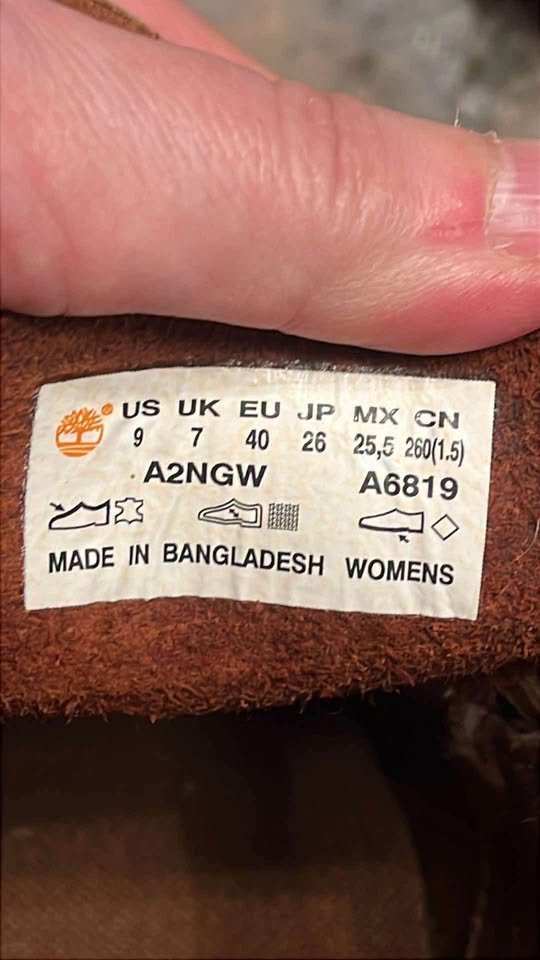 ® US UK EU JP MX CN
9 7 40 26 25,5 260(1.5)
A2NGW A6819
MADE IN BANGLADESH WOMENS